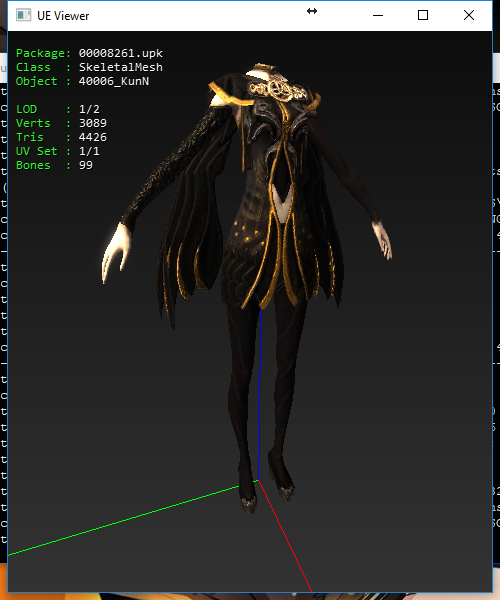 UE Viewer
Package: 00008261.upk
Class : SkeletalMesh
Object : 40006_KunN
LOD : 1/2
Verts : 3089
Tris : 4426
UV Set : 1/1
Bones : 99